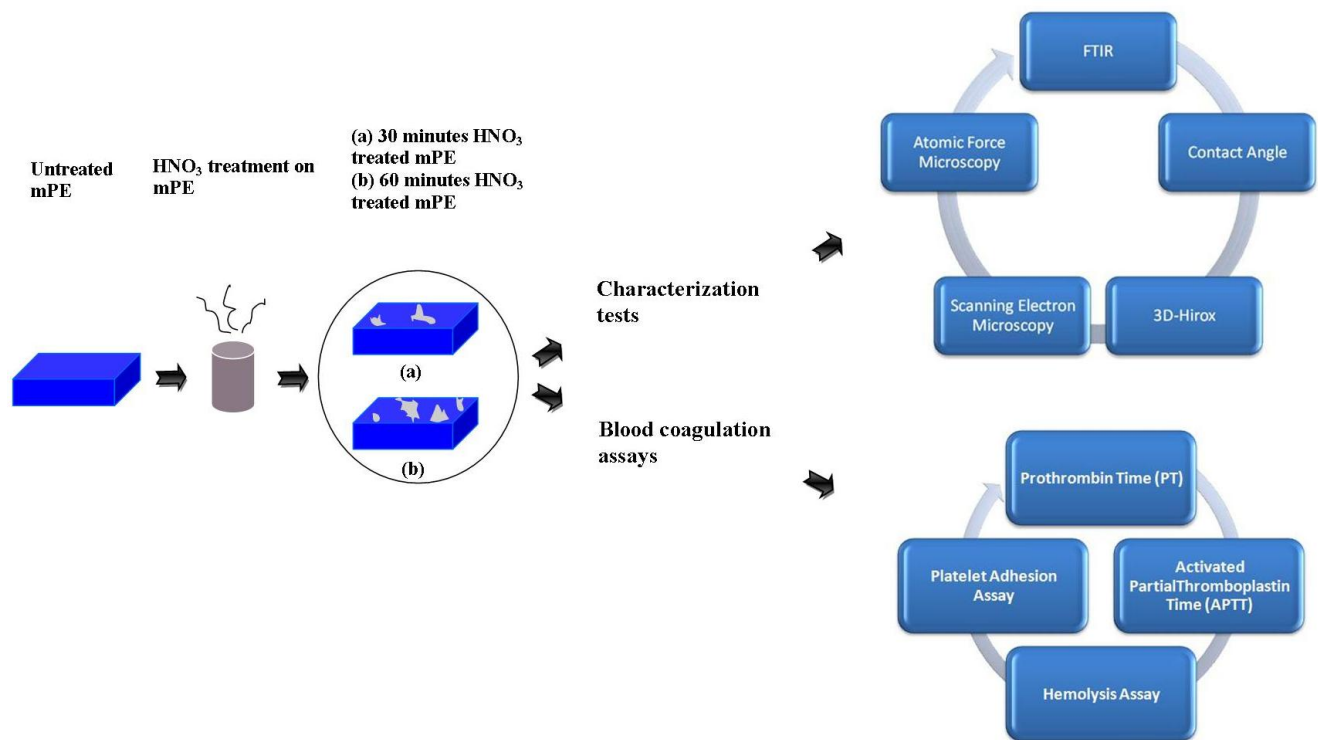 Untreated
mPE
HNO₃ treatment on
mPE
(a) 30 minutes HNO₃
treated mPE
(b) 60 minutes HNO₃
treated mPE
(a)
(b)
Characterization
tests
Blood coagulation
assays
FTIR
Contact Angle
3D-Hirox
Scanning Electron
Microscopy
Atomic Force
Microscopy
Prothrombin Time (PT)
Activated
PartialThromboplastin
Time (APTT)
Hemolysis Assay
Platelet Adhesion
Assay